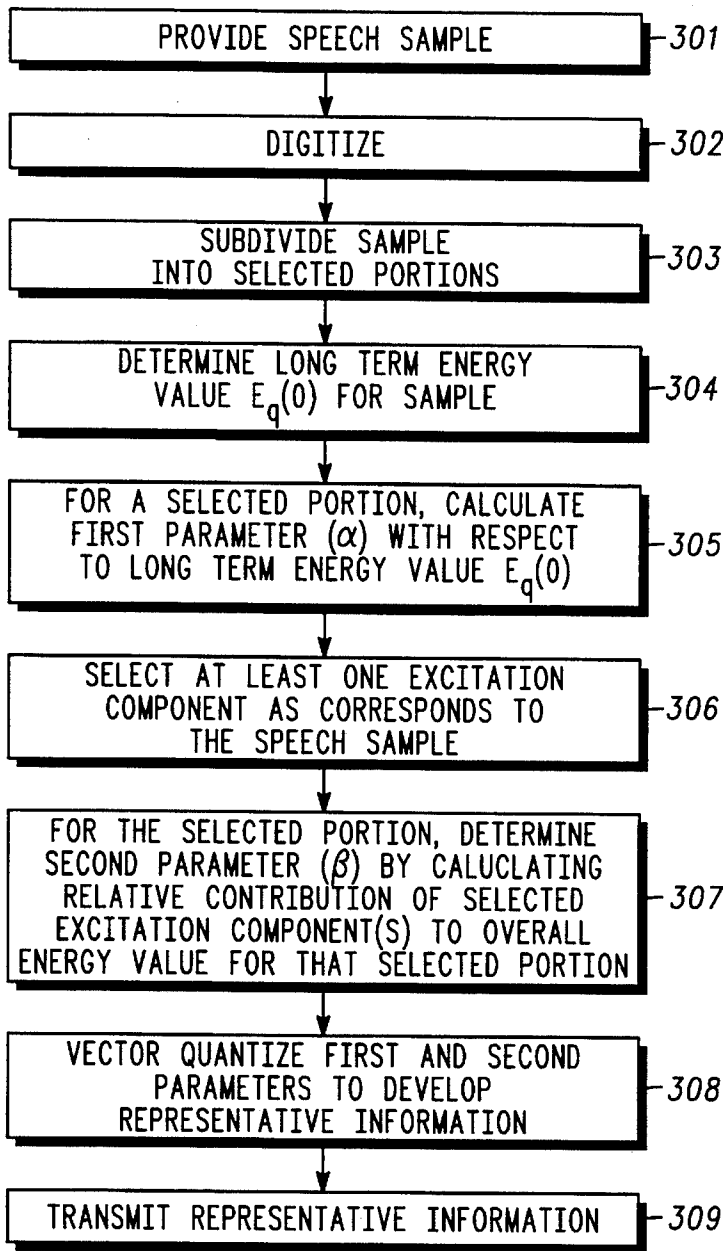 PROVIDE SPEECH SAMPLE
301
DIGITIZE
302
SUBDIVIDE SAMPLE
INTO SELECTED PORTIONS
303
DETERMINE LONG TERM ENERGY
VALUE Eq(0) FOR SAMPLE
304
FOR A SELECTED PORTION, CALCULATE
FIRST PARAMETER (α) WITH RESPECT
TO LONG TERM ENERGY VALUE Eq(0)
305
SELECT AT LEAST ONE EXCITATION
COMPONENT AS CORRESPONDS TO
THE SPEECH SAMPLE
306
FOR THE SELECTED PORTION, DETERMINE
SECOND PARAMETER (β) BY CALUCLATING
RELATIVE CONTRIBUTION OF SELECTED
EXCITATION COMPONENT(S) TO OVERALL
ENERGY VALUE FOR THAT SELECTED PORTION
307
VECTOR QUANTIZE FIRST AND SECOND
PARAMETERS TO DEVELOP
REPRESENTATIVE INFORMATION
308
TRANSMIT REPRESENTATIVE INFORMATION
309